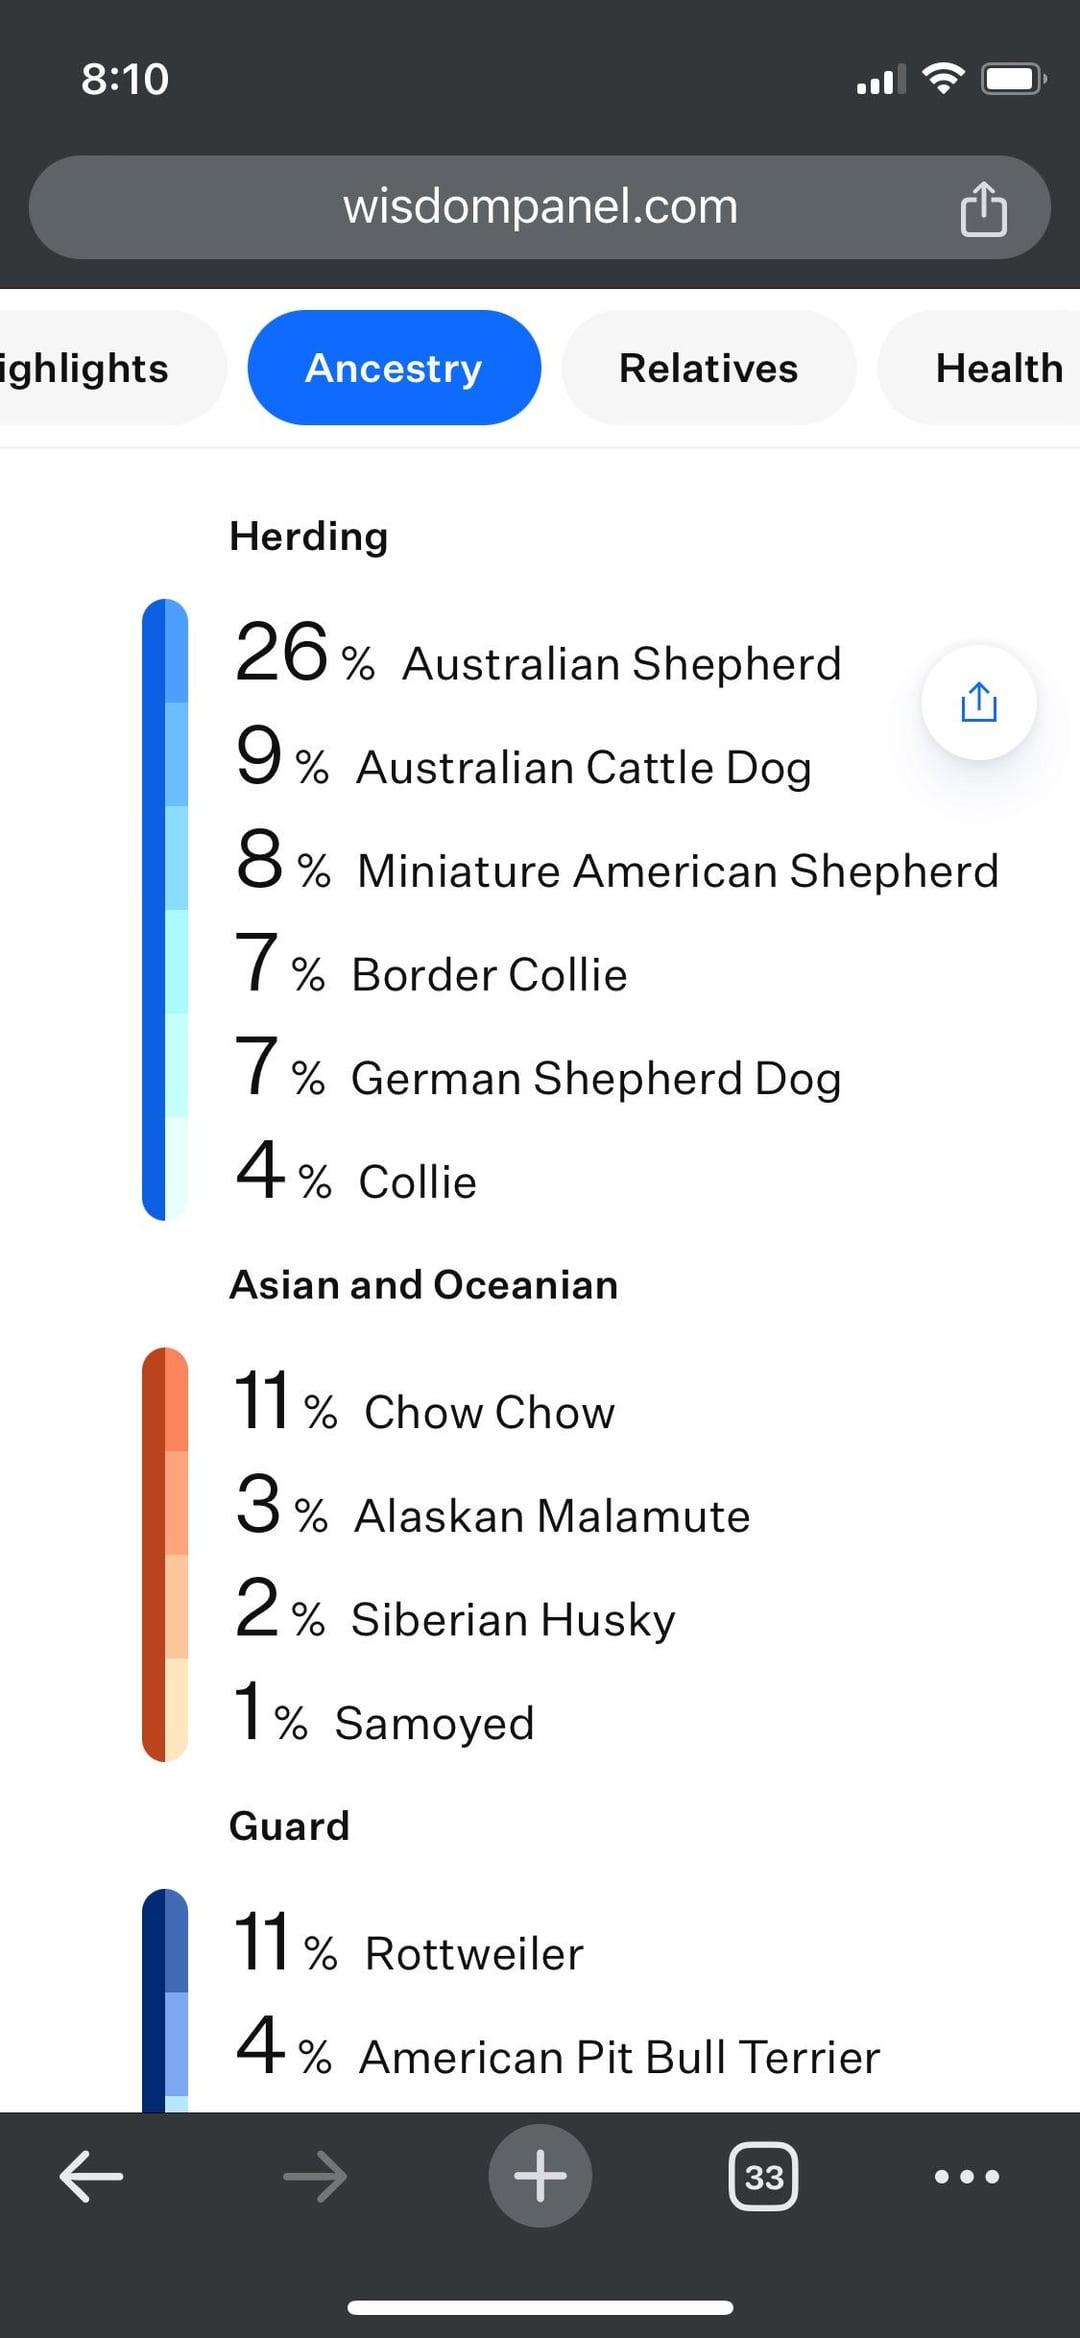 8:10
wisdompanel.com
ighlights Ancestry Relatives Health
Herding
26 % Australian Shepherd
9 % Australian Cattle Dog
8 % Miniature American Shepherd
7 % Border Collie
7 % German Shepherd Dog
4 % Collie
Asian and Oceanian
11 % Chow Chow
3 % Alaskan Malamute
2 % Siberian Husky
1 % Samoyed
Guard
11 % Rottweiler
4 % American Pit Bull Terrier
33